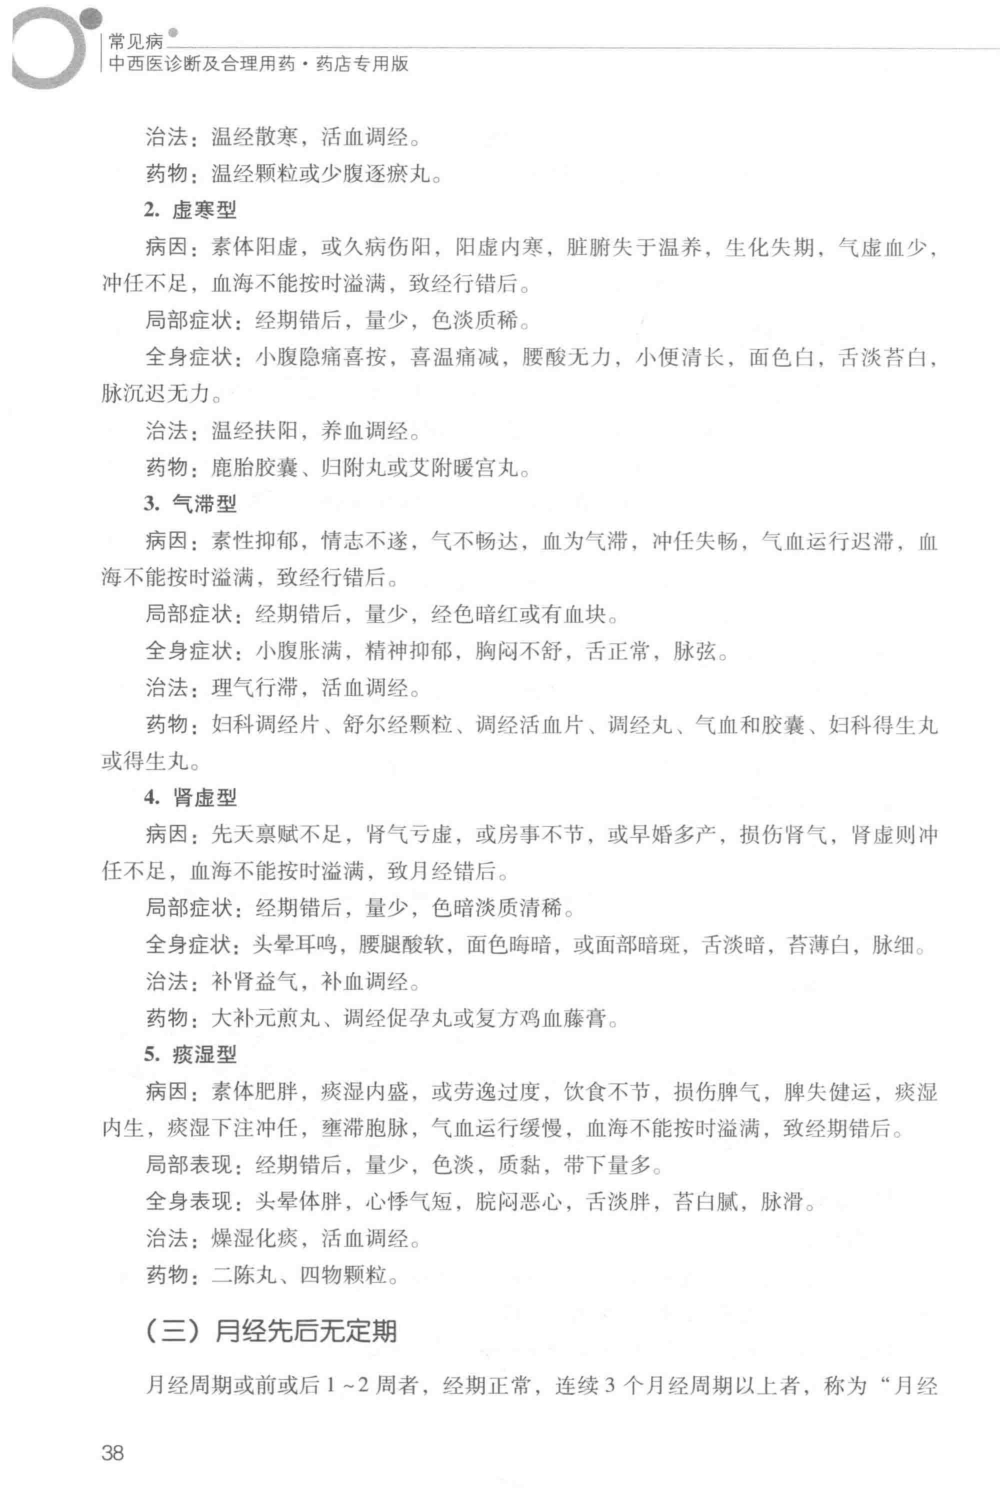 常见病
中西医诊断及合理用药·药店专用版
治法：温经散寒，活血调经。
药物：温经颗粒或少腹逐瘀丸。
2. 虚寒型
病因：素体阳虚，或久病伤阳，阳虚内寒，脏腑失于温养，生化失期，气虚血少，
冲任不足，血海不能按时溢满，致经行错后。
局部症状：经期错后，量少，色淡质稀。
全身症状：小腹隐痛喜按，喜温痛减，腰酸无力，小便清长，面色白，舌淡苔白，
脉沉迟无力。
治法：温经扶阳，养血调经。
药物：鹿胎胶囊、归附丸或艾附暖宫丸。
3. 气滞型
病因：素性抑郁，情志不遂，气不畅达，血为气滞，冲任失畅，气血运行迟滞，血
海不能按时溢满，致经行错后。
局部症状：经期错后，量少，经色暗红或有血块。
全身症状：小腹胀满，精神抑郁，胸闷不舒，舌正常，脉弦。
治法：理气行滞，活血调经。
药物：妇科调经片、舒尔经颗粒、调经活血片、调经丸、气血和胶囊、妇科得生丸
或得生丸。
4. 肾虚型
病因：先天禀赋不足，肾气亏虚，或房事不节，或早婚多产，损伤肾气，肾虚则冲
任不足，血海不能按时溢满，致月经错后。
局部症状：经期错后，量少，色暗淡质清稀。
全身症状：头晕耳鸣，腰腿酸软，面色晦暗，或面部暗斑，舌淡暗，苔薄白，脉细。
治法：补肾益气，补血调经。
药物：大补元煎丸、调经促孕丸或复方鸡血藤膏。
5. 痰湿型
病因：素体肥胖，痰湿内盛，或劳逸过度，饮食不节，损伤脾气，脾失健运，痰湿
内生，痰湿下注冲任，壅滞胞脉，气血运行缓慢，血海不能按时溢满，致经期错后。
局部表现：经期错后，量少，色淡，质黏，带下量多。
全身表现：头晕体胖，心悸气短，脘闷恶心，舌淡胖，苔白腻，脉滑。
治法：燥湿化痰，活血调经。
药物：二陈丸、四物颗粒。
（三）月经先后无定期
月经周期或前或后 1 ~ 2 周者，经期正常，连续 3 个月经周期以上者，称为“月经
38